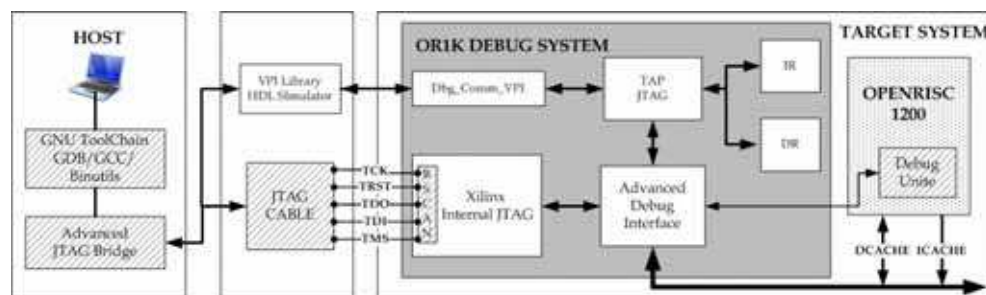 HOST
GNU ToolChain
GDB/GCC/
Binutils
Advanced
JTAG Bridge
VPI Library
HDL Simulator
JTAG
CABLE
TCK
TRST
TDO
TDI
TMS
OR1K DEBUG SYSTEM
Dbg_Comm_VPI
TAP
JTAG
IR
DR
B
S
C
A
N
Xilinx
Internal JTAG
Advanced
Debug
Interface
TARGET SYSTEM
OPENRISC
1200
Debug
Unite
DCACHE
ICACHE